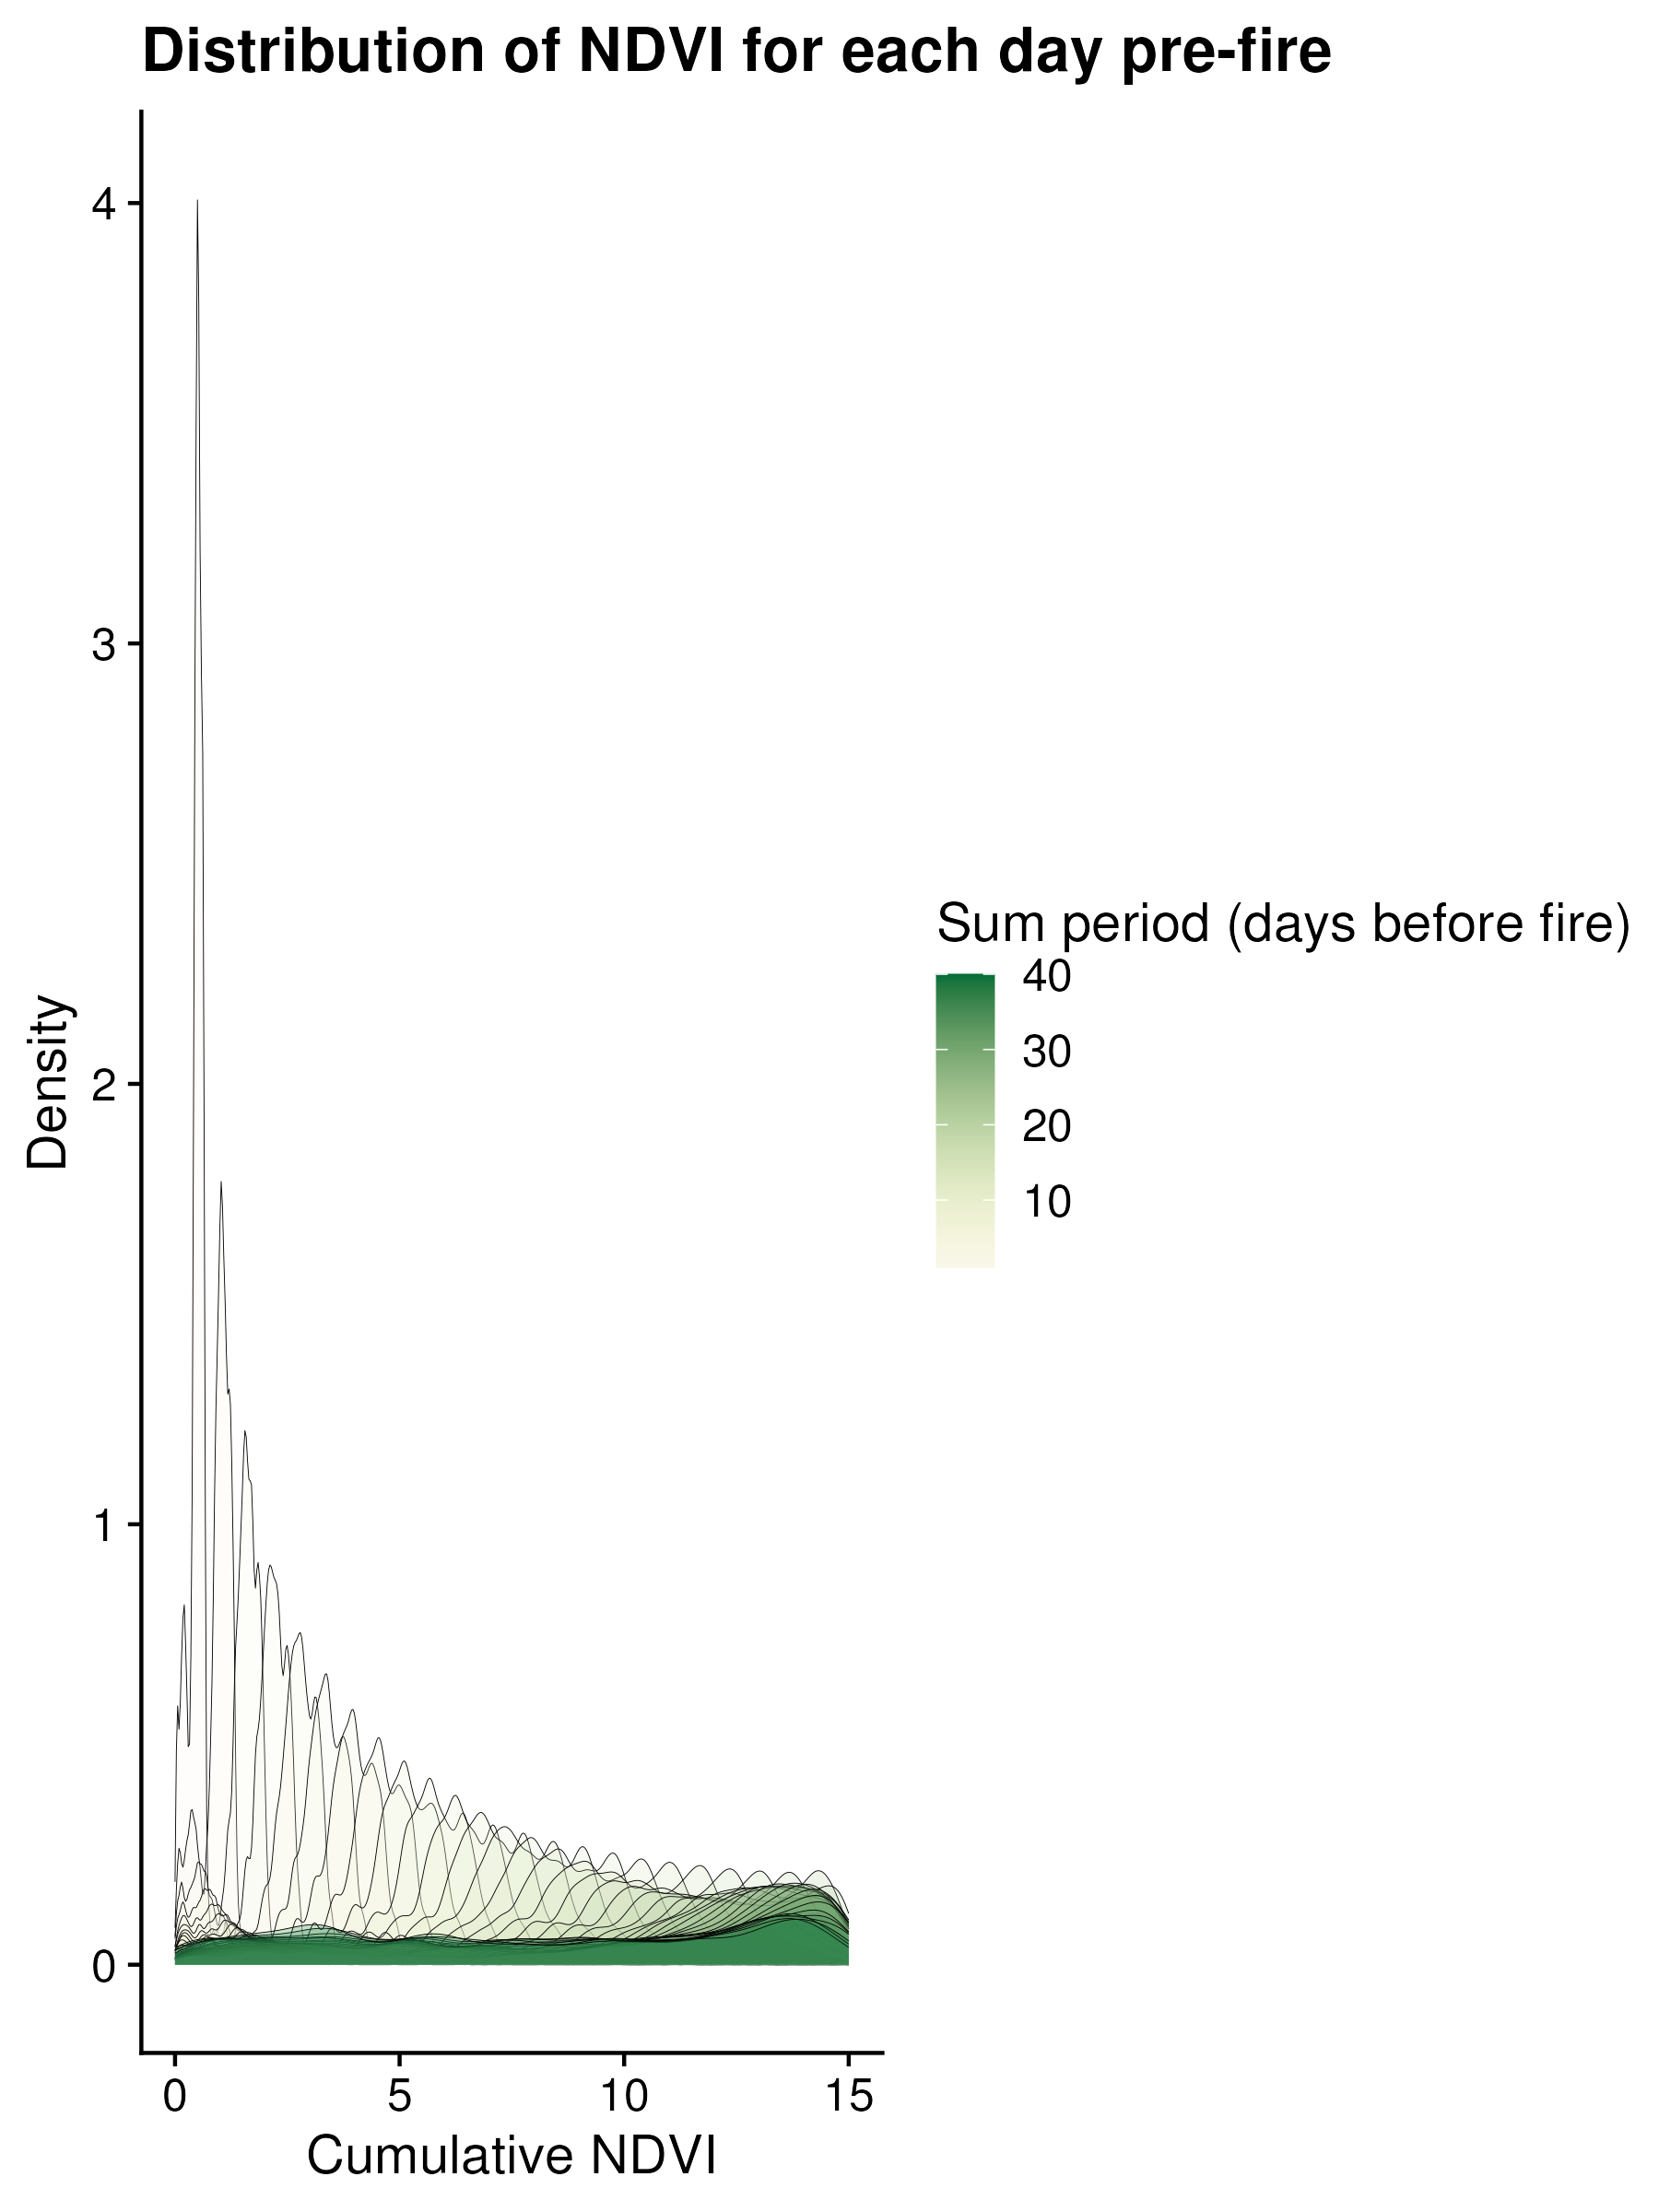 Distribution of NDVI for each day pre-fire
4
3
2
1
0
Density
0 5 10 15
Cumulative NDVI
Sum period (days before fire)
40
30
20
10